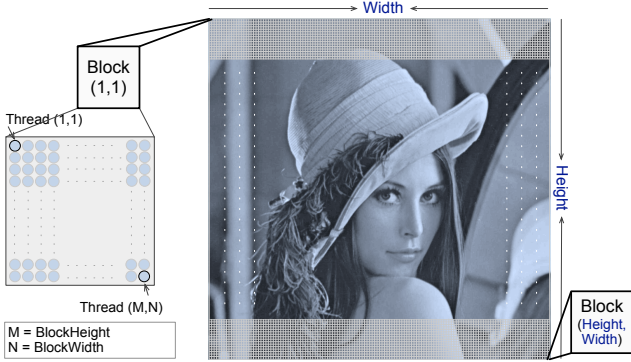 Width
Block
(1,1)
Thread (1,1)
Height
Thread (M,N)
Block
(Height,
Width)
M = BlockHeight
N = BlockWidth